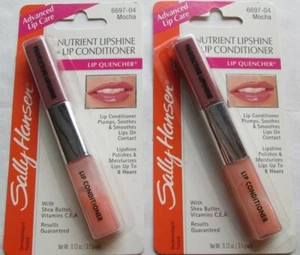 Advanced
Lip Care
6697-04
Mocha
NUTRIENT LIPSHINE
LIP CONDITIONER
LIP QUENCHER®
Sally Hansen
Lip Conditioner
Plumps, Soothes
& Smoothes
Lips On
Contact
Lipshine
Polishes &
Moisturizes
Lips Up To
8 Hours
LIP CONDITIONER
With
Shea Butter,
Vitamins C,E,A
Results
Guaranteed
Advanced
Lip Care
6697-04
Mocha
NUTRIENT LIPSHINE
LIP CONDITIONER
LIP QUENCHER®
Sally Hansen
Lip Conditioner
Plumps, Soothes
& Smoothes
Lips On
Contact
Lipshine
Polishes &
Moisturizes
Lips Up To
8 Hours
LIP CONDITIONER
With
Shea Butter,
Vitamins C,E,A
Results
Guaranteed